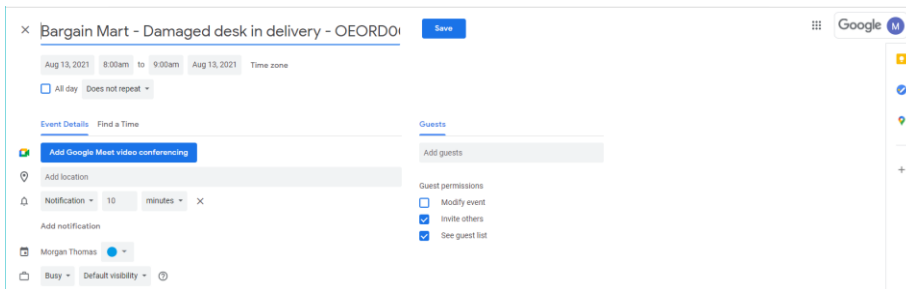 Bargain Mart - Damaged desk in delivery - OEORD0
Save
Google M
Aug 13, 2021 8:00am to 9:00am Aug 13, 2021 Time zone
All day Does not repeat
Event Details Find a Time
Guests
Add Google Meet video conferencing
Add guests
Add location
Guest permissions
Notification 10 minutes
Modify event
Invite others
Add notification
See guest list
Morgan Thomas
Busy Default visibility